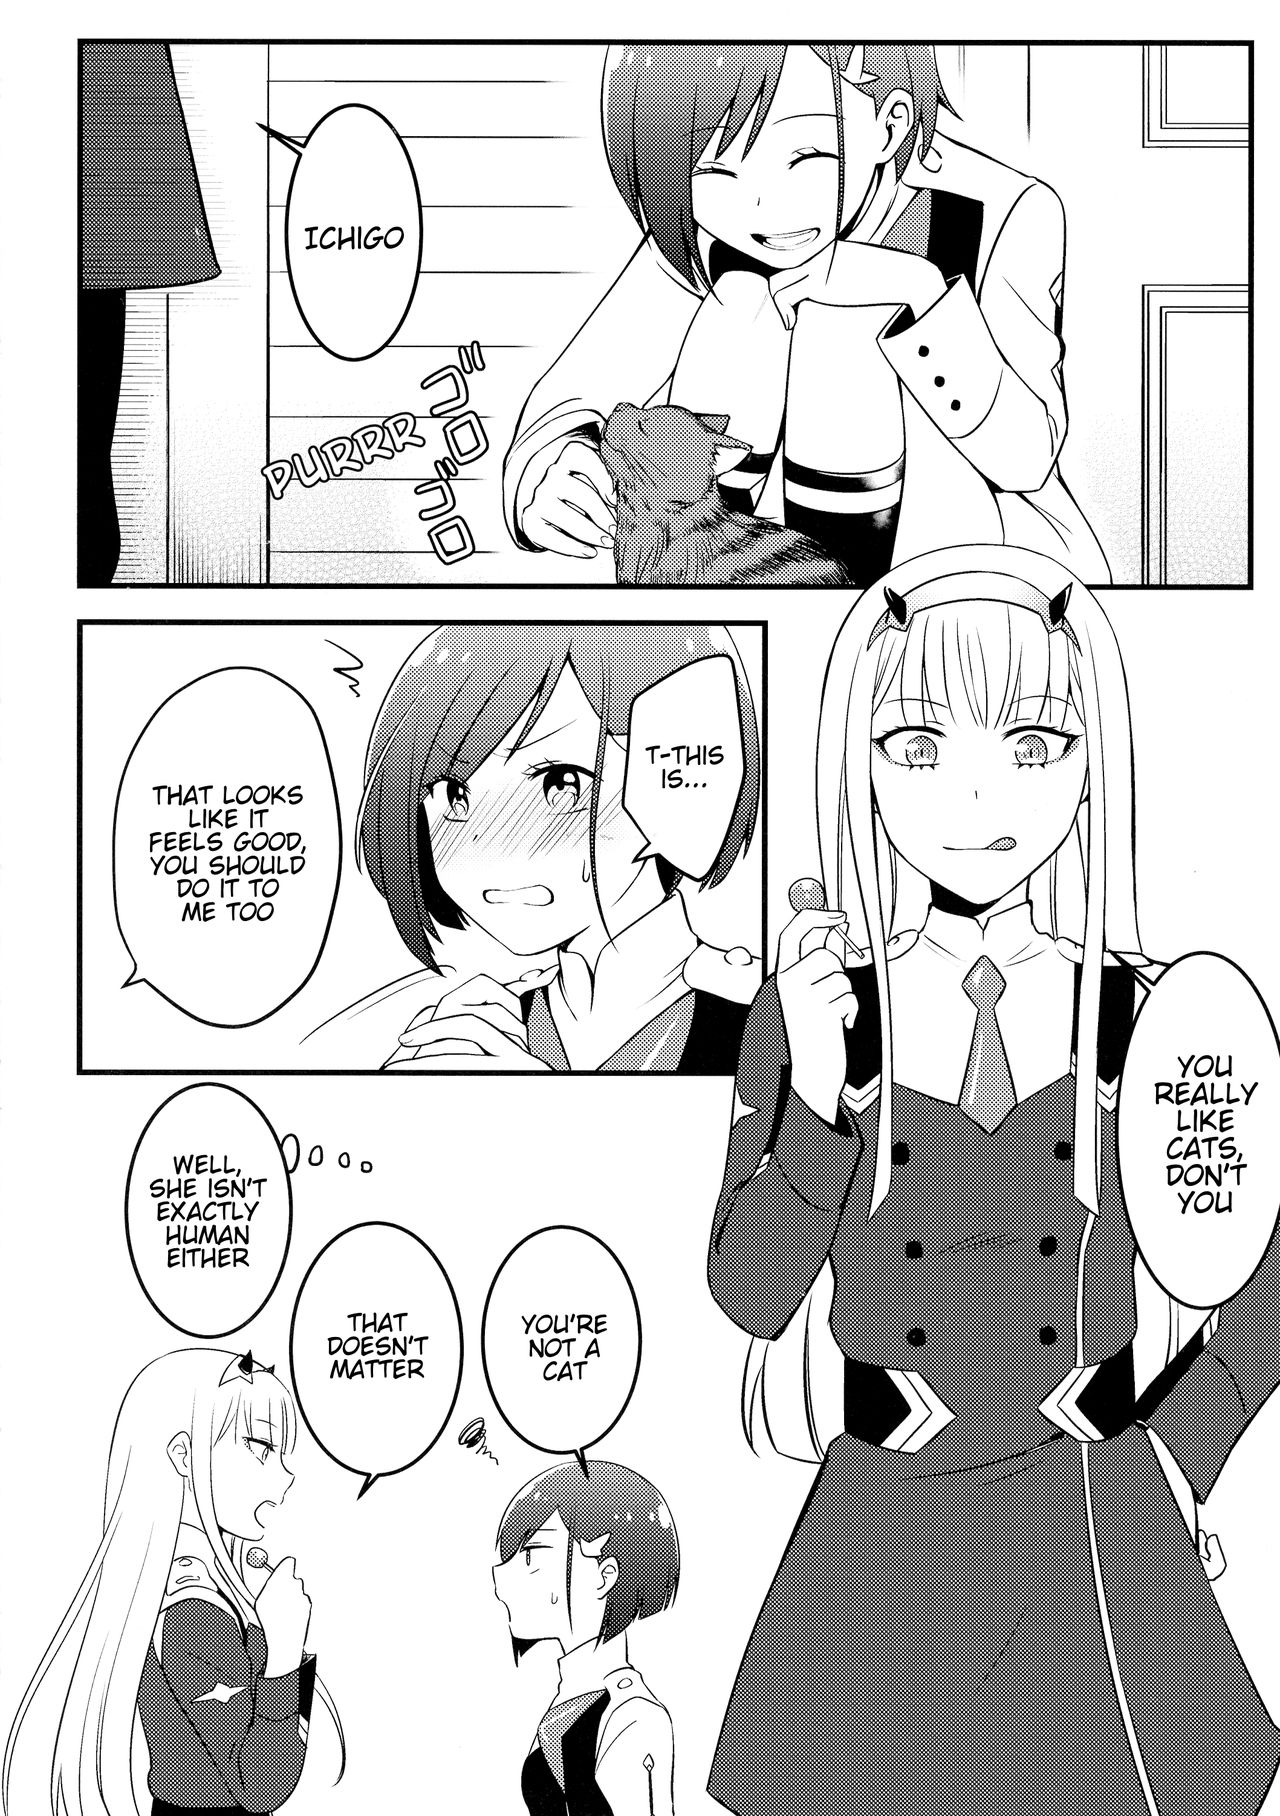 ICHIGO
ゴロゴロ
PURRR
YOU
REALLY
LIKE
CATS,
DON'T
YOU
T-THIS
IS...
THAT LOOKS
LIKE IT
FEELS GOOD,
YOU SHOULD
DO IT TO
ME TOO
YOU'RE
NOT A
CAT
THAT
DOESN'T
MATTER
WELL,
SHE ISN'T
EXACTLY
HUMAN
EITHER